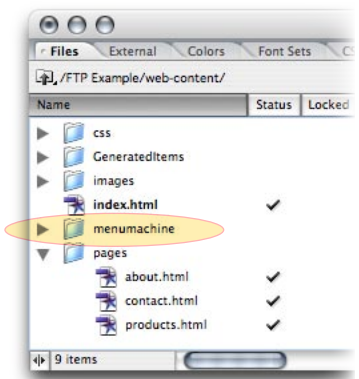 Files External Colors Font Sets CS
/FTP Example/web-content/
Name Status Locked
css
GeneratedItems
images
index.html
menumachine
pages
about.html
contact.html
products.html
9 items